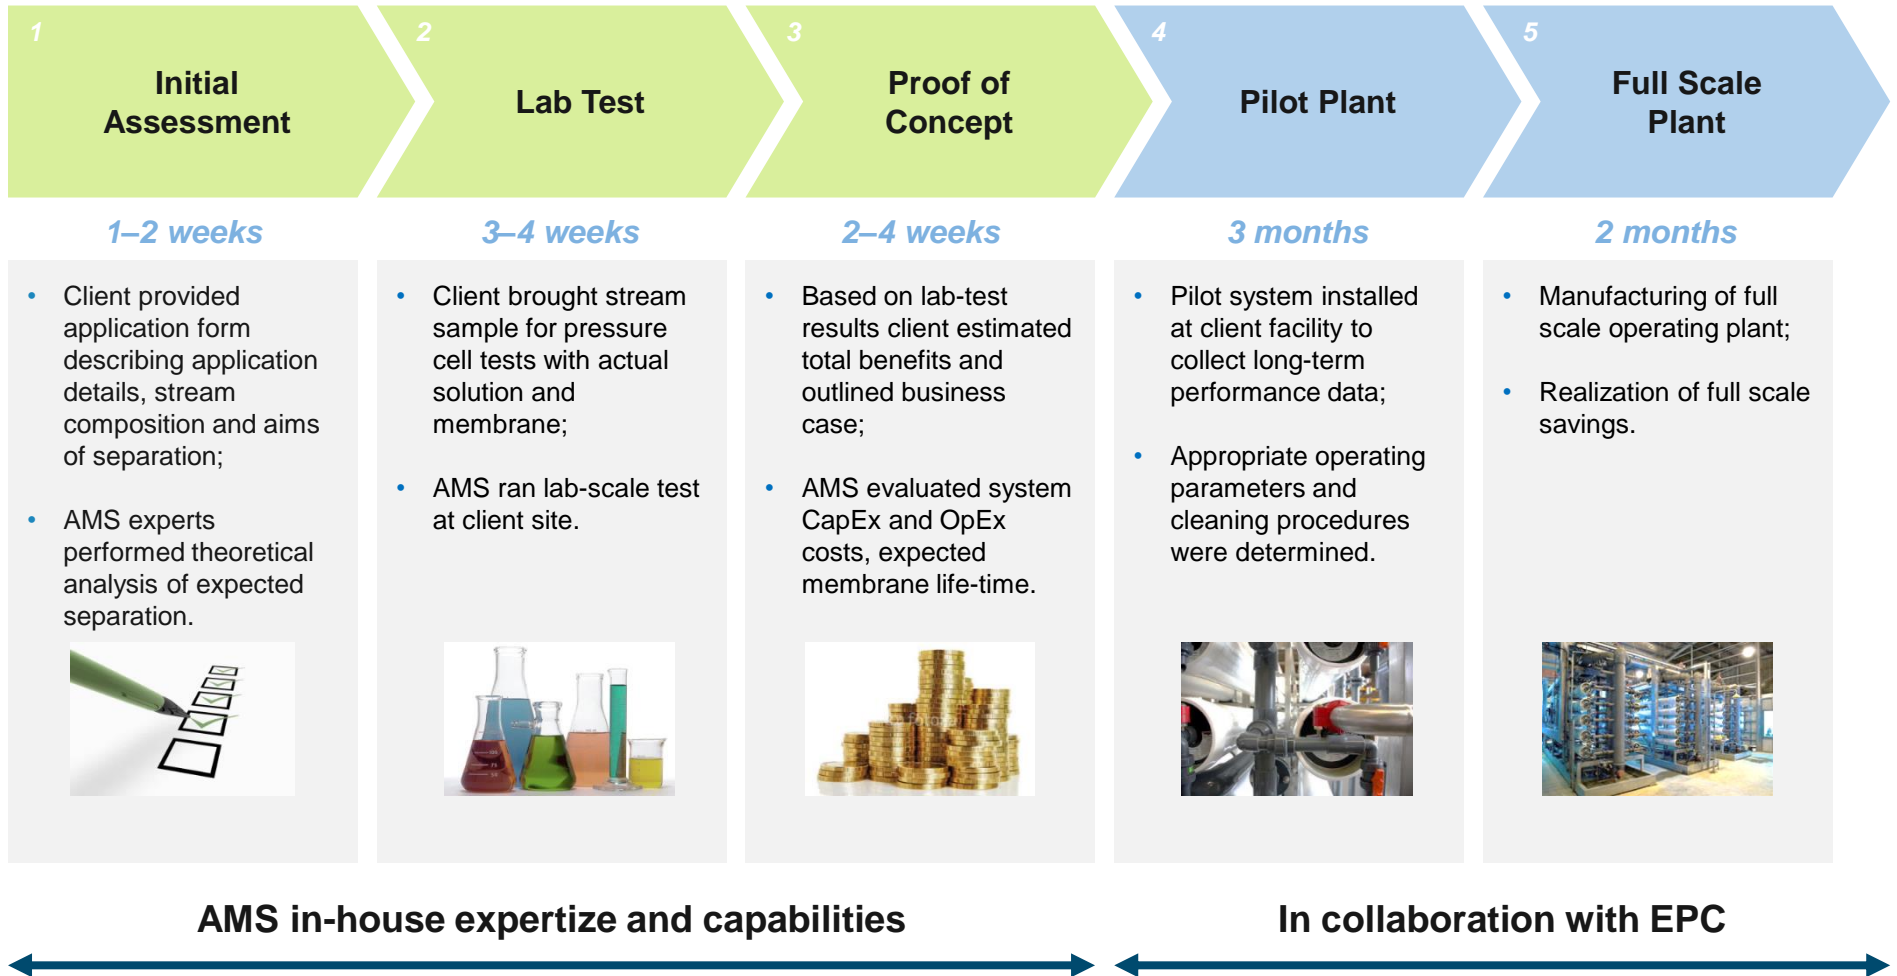 1
Initial
Assessment
2
Lab Test
3
Proof of
Concept
4
Pilot Plant
5
Full Scale
Plant
1–2 weeks
3–4 weeks
2–4 weeks
3 months
2 months
• Client provided
application form
describing application
details, stream
composition and aims
of separation;
• AMS experts
performed theoretical
analysis of expected
separation.
• Client brought stream
sample for pressure
cell tests with actual
solution and
membrane;
• AMS ran lab-scale test
at client site.
• Based on lab-test
results client estimated
total benefits and
outlined business
case;
• AMS evaluated system
CapEx and OpEx
costs, expected
membrane life-time.
• Pilot system installed
at client facility to
collect long-term
performance data;
• Appropriate operating
parameters and
cleaning procedures
were determined.
• Manufacturing of full
scale operating plant;
• Realization of full scale
savings.
AMS in-house expertize and capabilities
In collaboration with EPC